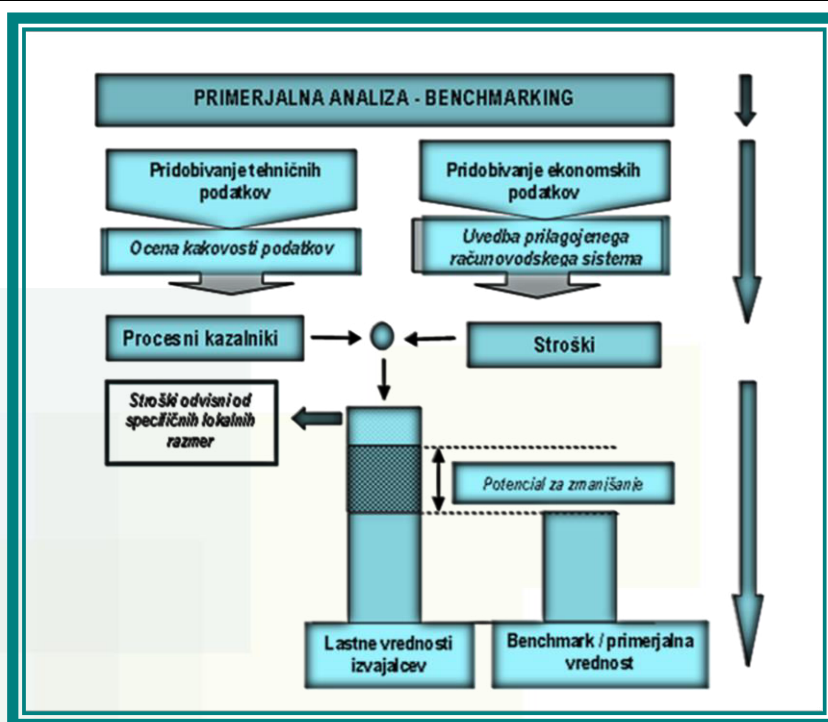 PRIMERJALNA ANALIZA - BENCHMARKING
Pridobivanje tehničnih
podatkov
Pridobivanje ekonomskih
podatkov
Ocena kakovosti podatkov
Uvedba prilagojenega
računovodskega sistema
Procesni kazalniki
Stroški
Stroški odvisni od
specifičnih lokalnih
razmer
Potencial za zmanjšanje
Lastne vrednosti
izvajalcev
Benchmark / primerjalna
vrednost